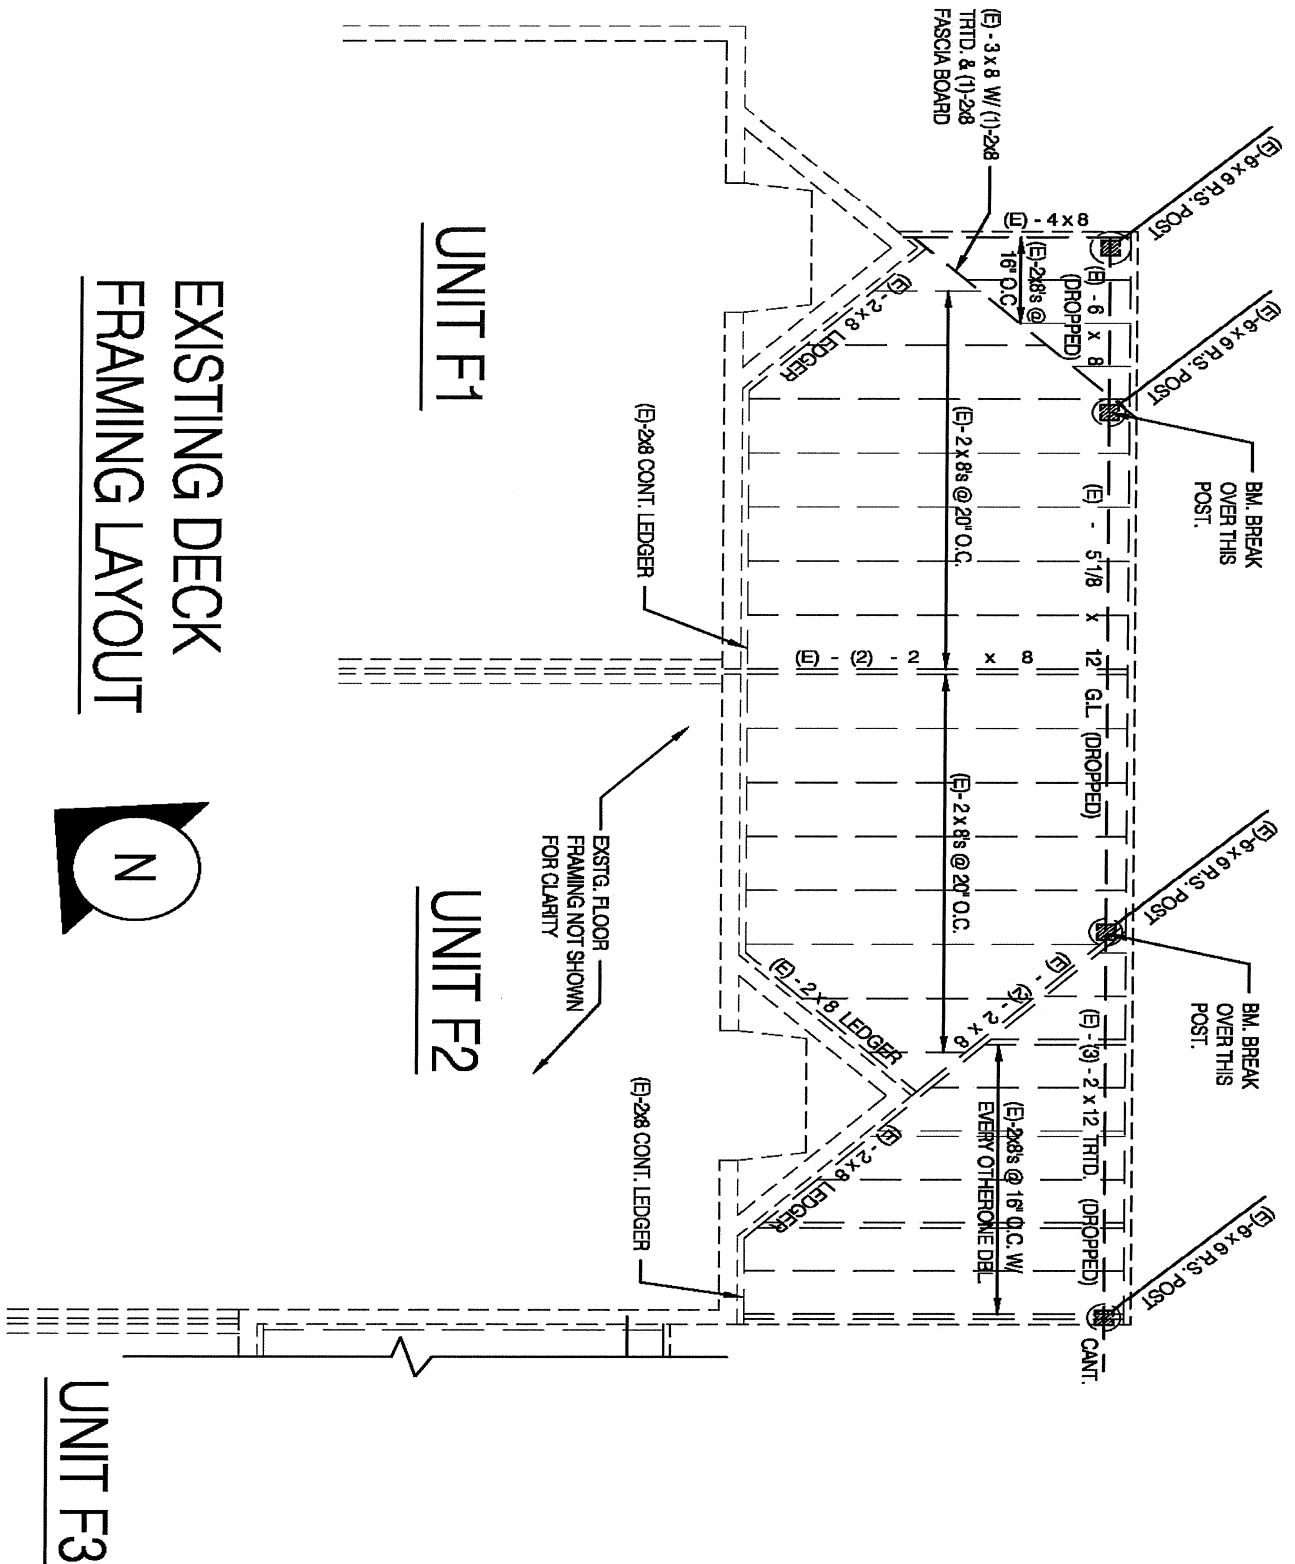 (E) - 3 x 8 W/ (1)-2x8
TRTD. & (1)-2x8
FASCIA BOARD
(E)-6 x 6 R.S. POST
(E)-6 x 6 R.S. POST
BM. BREAK
OVER THIS
POST.
(E)-6 x 6 R.S. POST
BM. BREAK
OVER THIS
POST.
(E)-6 x 6 R.S. POST
(E) - 4 x 8
(E)-2x8's @
16" O.C.
(E) - 6 x 8
(DROPPED)
(E) - 5 1/8 x 12 G.L. (DROPPED)
(E) - (3) - 2 x 12 TRTD. (DROPPED)
CANT.
(E) - 2 x 8 LEDGER
(E)- 2 x 8's @ 20" O.C.
(E) - (2) - 2 x 8
(E)- 2 x 8's @ 20" O.C.
(E) - (2) - 2 x 8
(E)-2x8's @ 16" O.C. W/
EVERY OTHER ONE DBL.
(E) - 2 x 8 LEDGER
(E) - 2 x 8 LEDGER
(E)-2x8 CONT. LEDGER
(E)-2x8 CONT. LEDGER
EXSTG. FLOOR
FRAMING NOT SHOWN
FOR CLARITY
UNIT F1
UNIT F2
UNIT F3
EXISTING DECK
FRAMING LAYOUT
N